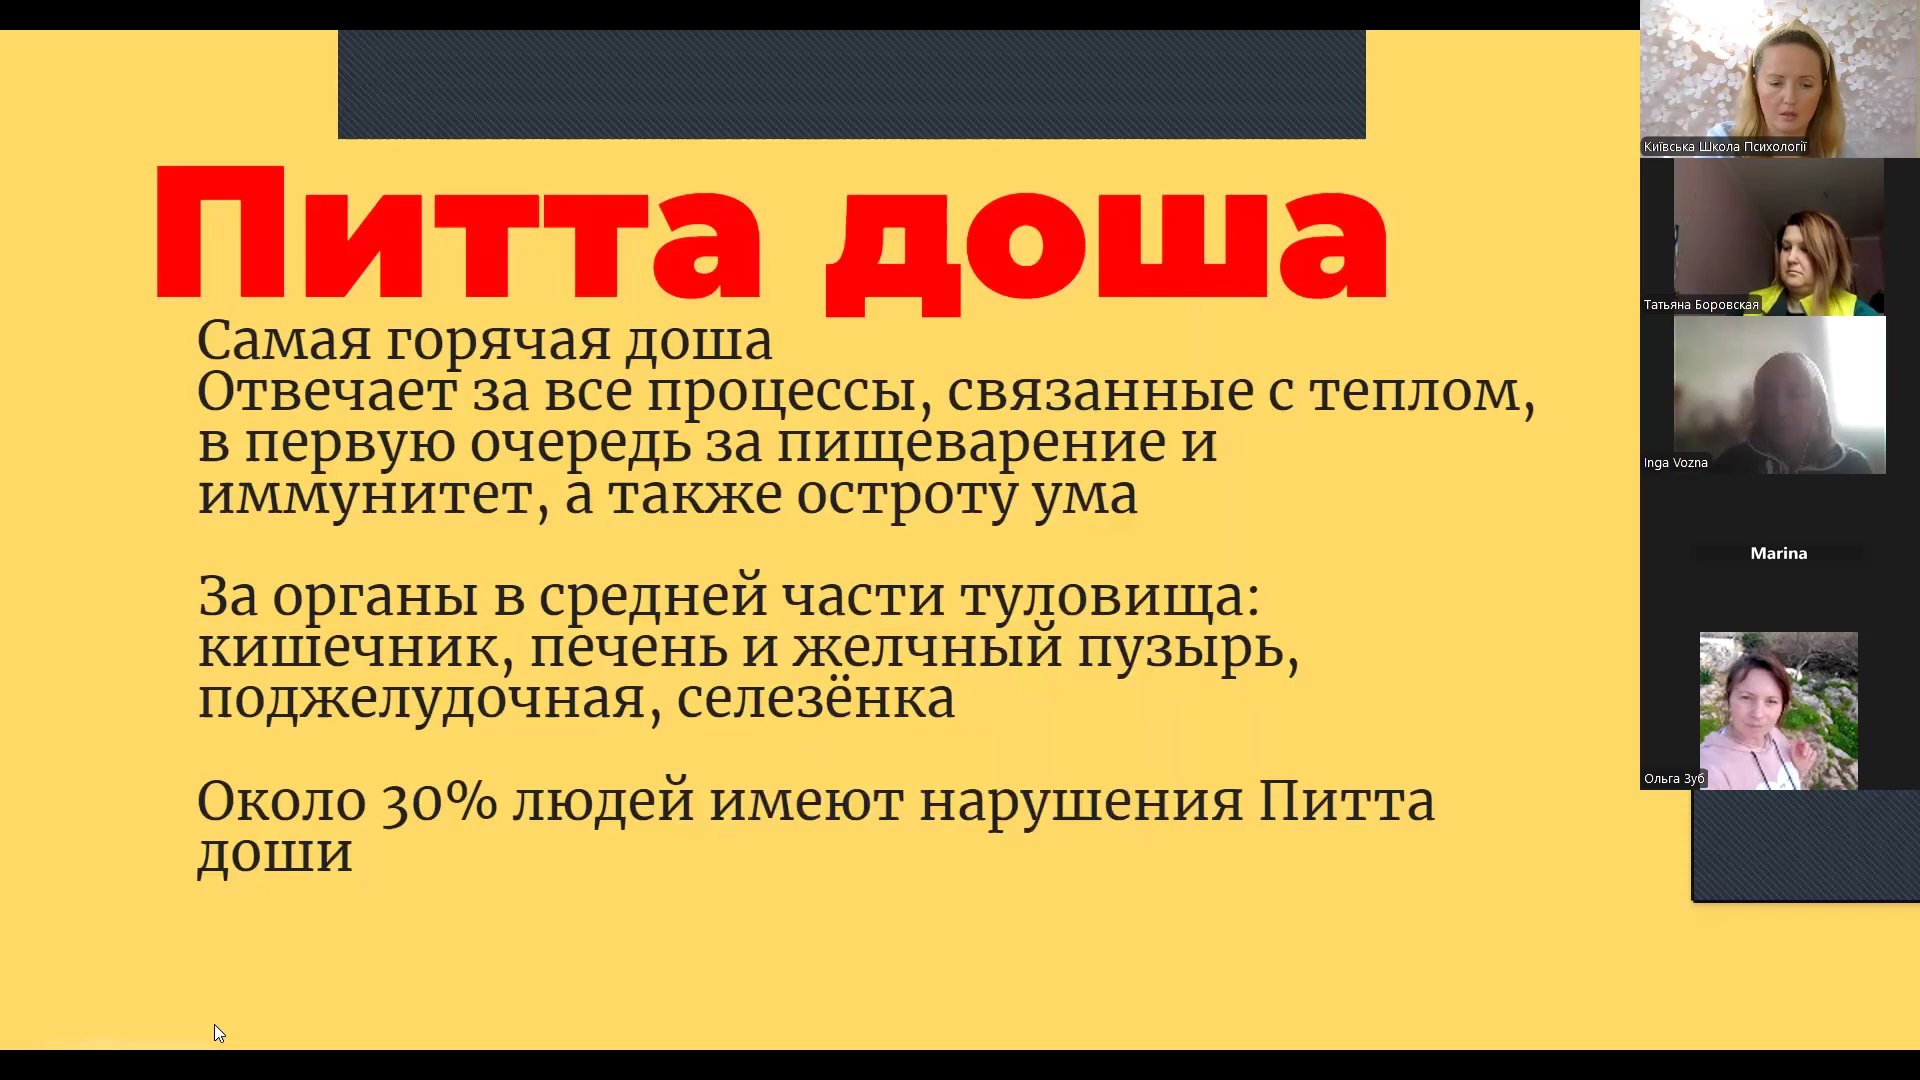 Питта доша
Самая горячая доша
Отвечает за все процессы, связанные с теплом,
в первую очередь за пищеварение и
иммунитет, а также остроту ума
За органы в средней части туловища:
кишечник, печень и желчный пузырь,
поджелудочная, селезёнка
Около 30% людей имеют нарушения Питта
доши
Київська Школа Психології
Татьяна Боровская
Inga Vozna
Marina
Ольга Зуб